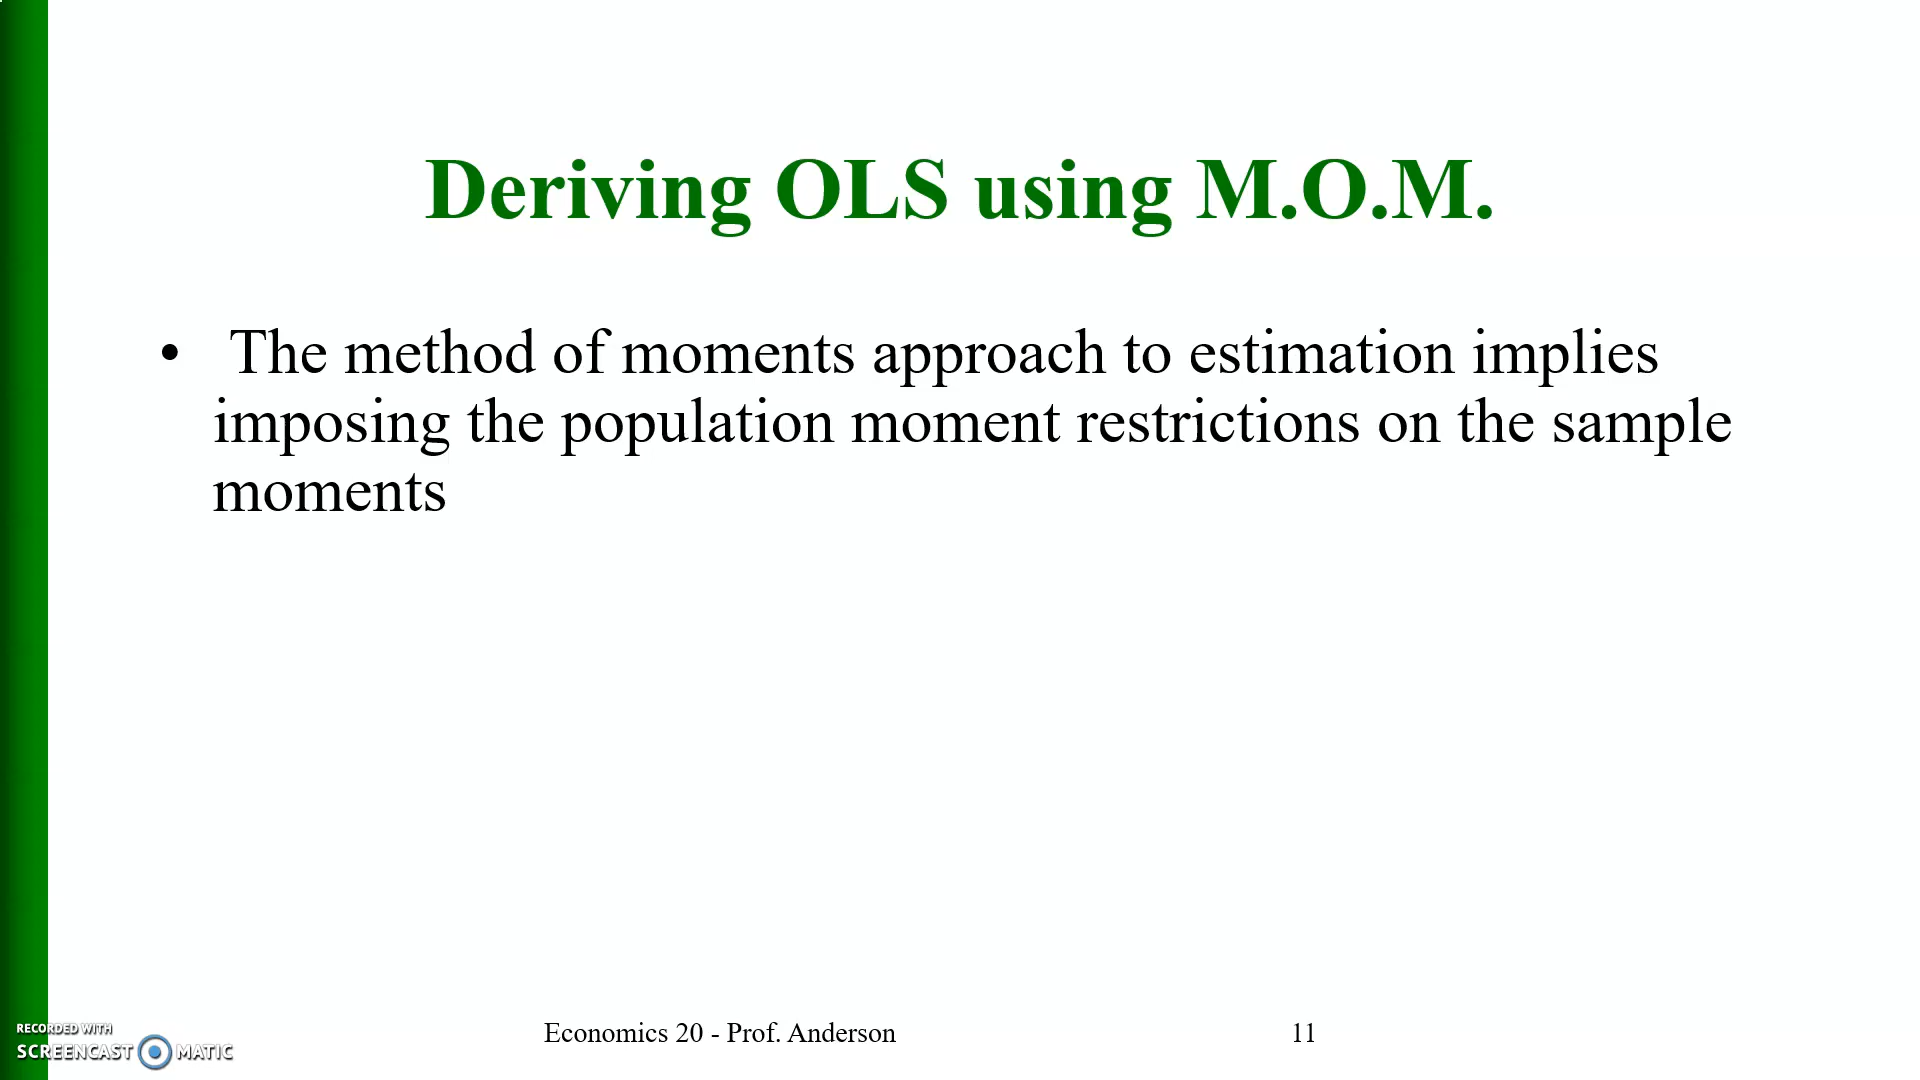 Deriving OLS using M.O.M.
• The method of moments approach to estimation implies
imposing the population moment restrictions on the sample
moments
RECORDED WITH
SCREENCAST MATIC
Economics 20 - Prof. Anderson
11